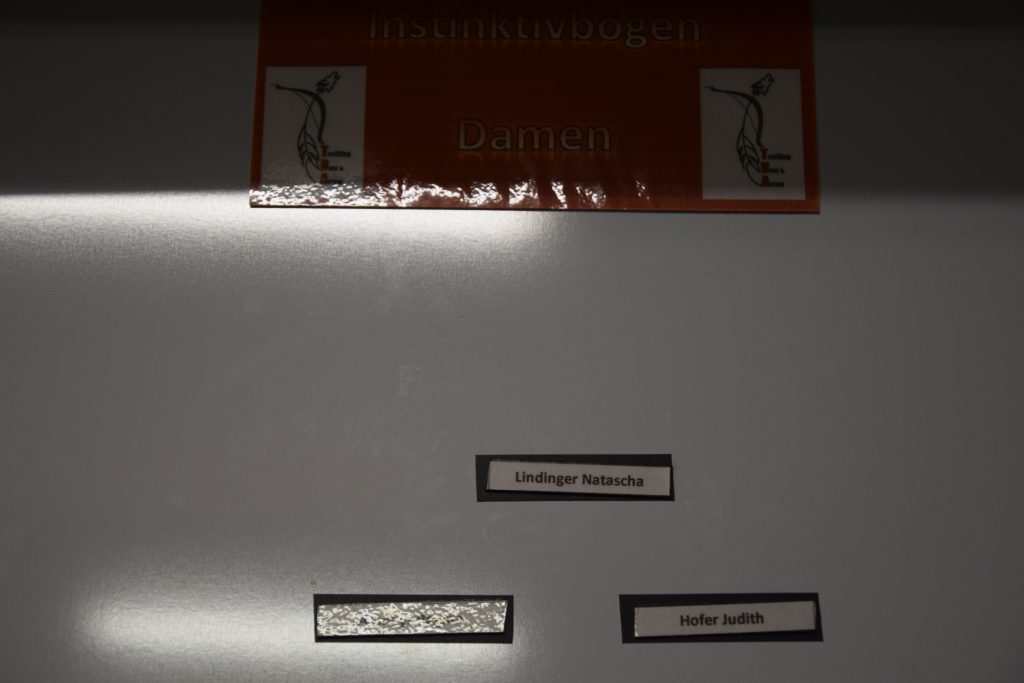 Instinktivbögen
Damen
Lindinger Natascha
Hofer Judith